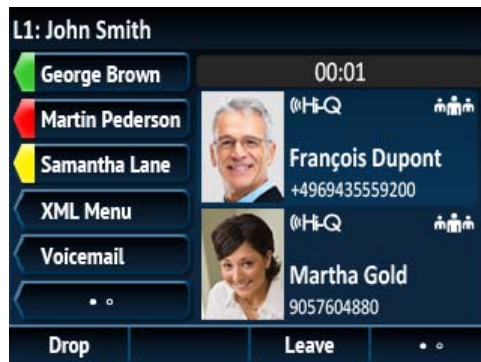 L1: John Smith
George Brown
Martin Pederson
Samantha Lane
XML Menu
Voicemail
00:01
Hi-Q
François Dupont
+4969435559200
Hi-Q
Martha Gold
9057604880
Drop
Leave